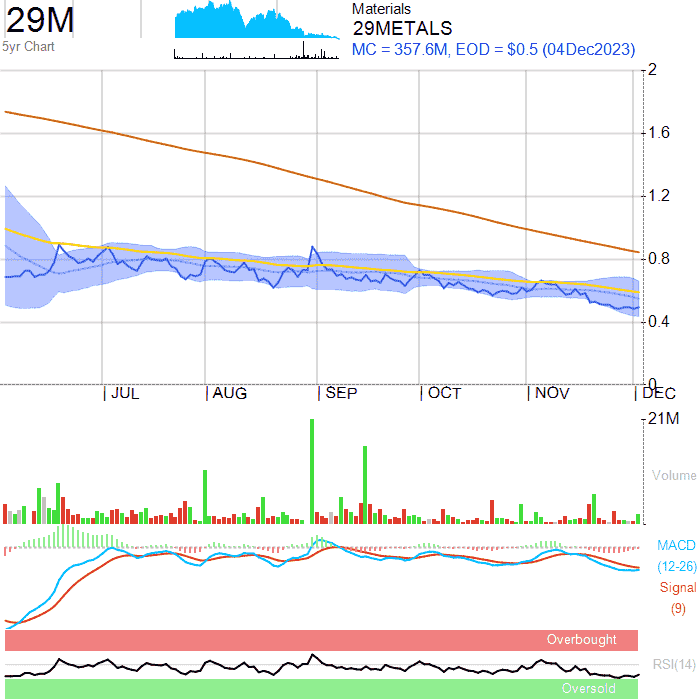 29M
5yr Chart
Materials
29METALS
MC = 357.6M, EOD = $0.5 (04Dec2023)
2
1.6
1.2
0.8
0.4
0
JUL AUG SEP OCT NOV DEC
21M
Volume
MACD
(12-26)
Signal
(9)
Overbought
RSI(14)
Oversold